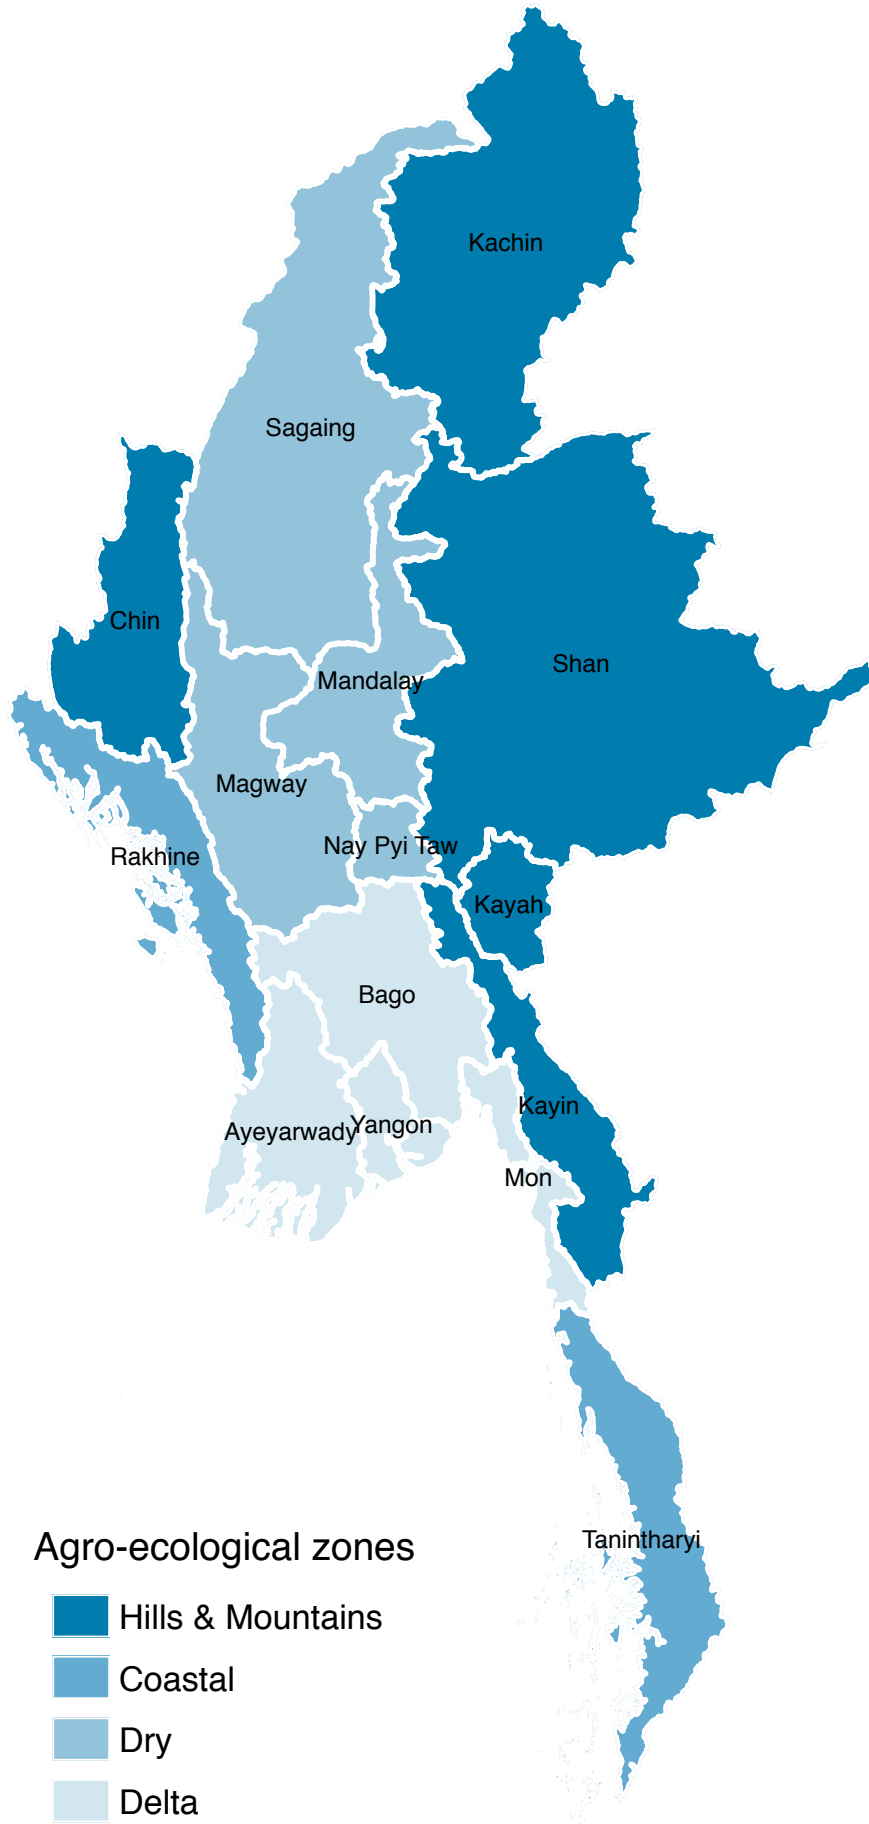 Kachin
Sagaing
Chin
Shan
Mandalay
Magway
Nay Pyi Taw
Rakhine
Kayah
Bago
Kayin
Yangon
Ayeyarwady
Mon
Tanintharyi
Agro-ecological zones
Hills & Mountains
Coastal
Dry
Delta